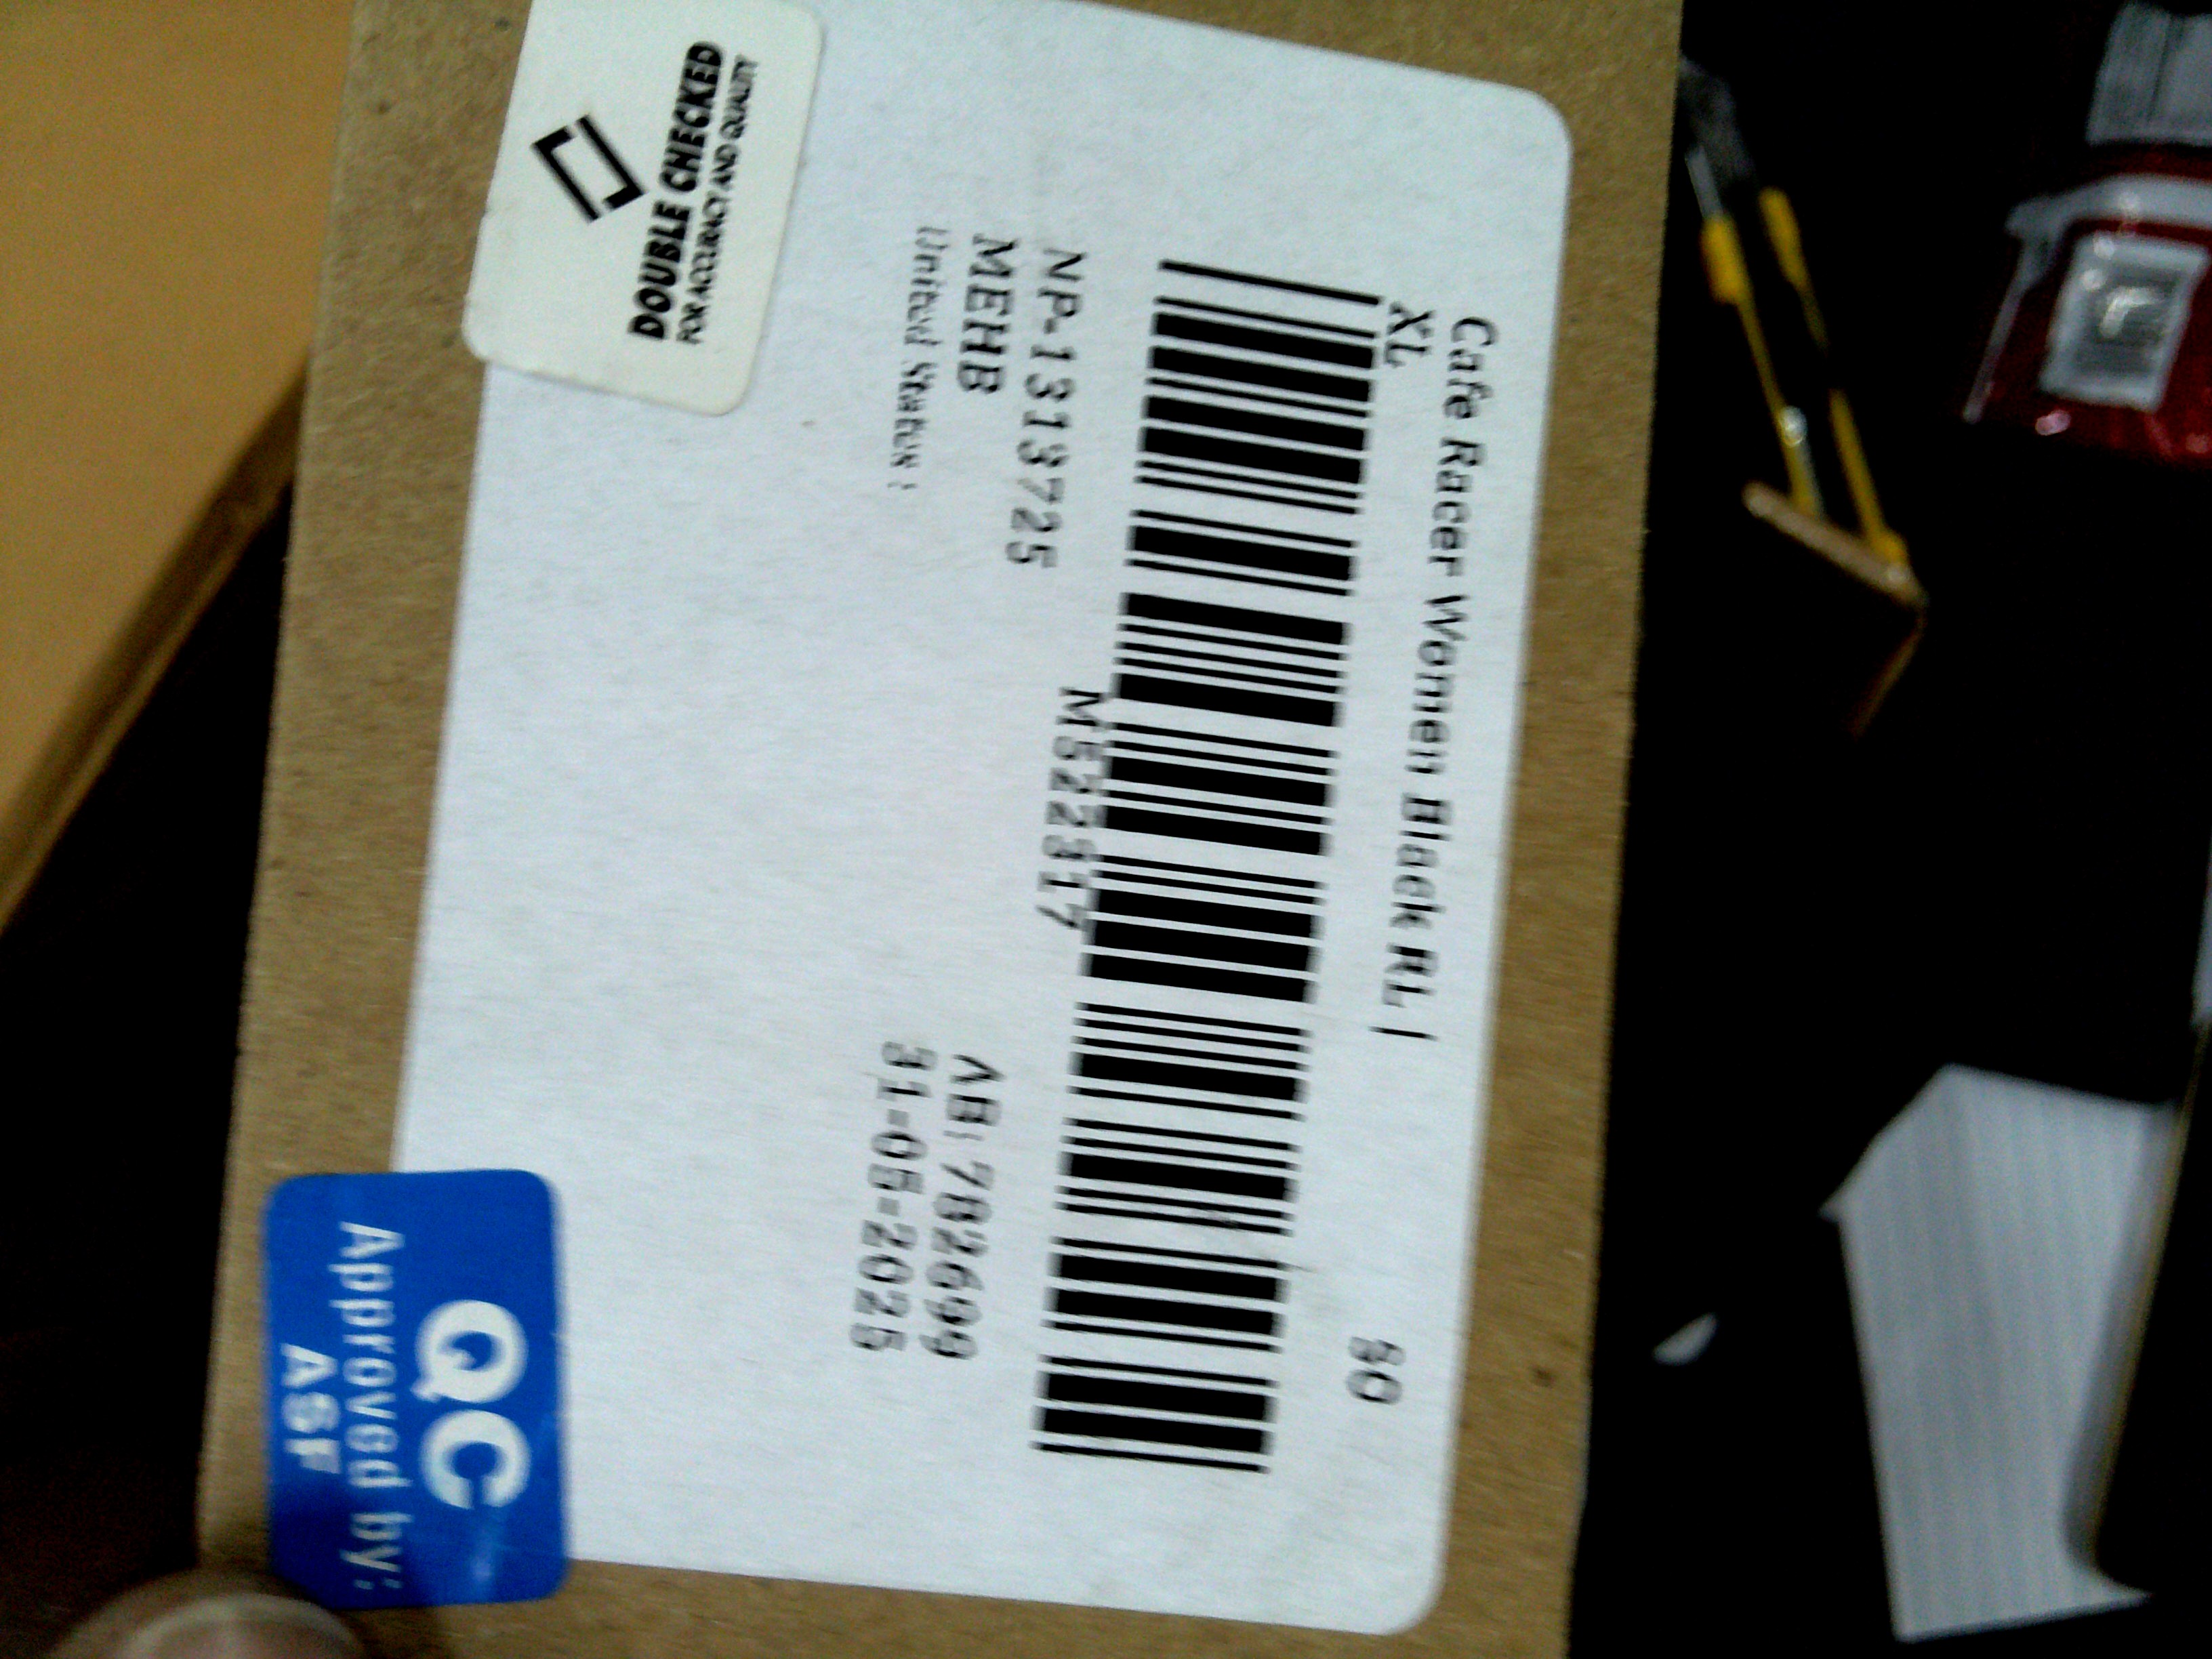 Cafe Racer Women Black RL |
XL
80
M522317
NP-1313725
MEHB
United States :
AB: 782699
31-05-2025
DOUBLE CHECKED
FOR ACCURACY AND QUALITY
QC
Approved by:
ASF